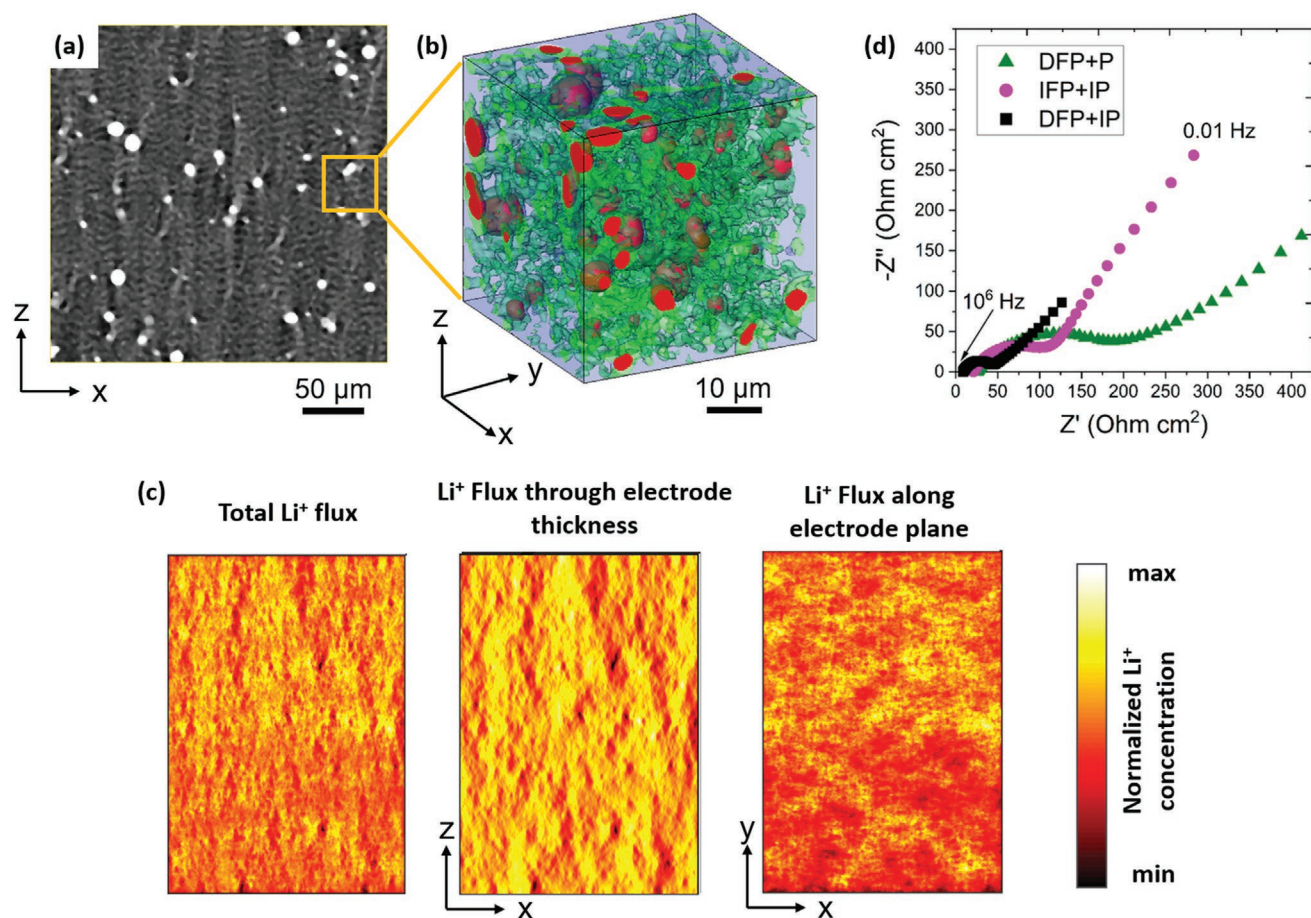 (a)
z
x
50 μm
(b)
z
y
x
10 μm
(d)
400
350
300
250
200
150
100
50
0
-Z" (Ohm cm²)
DFP+P
IFP+IP
DFP+IP
0.01 Hz
10⁶ Hz
0 50 100 150 200 250 300 350 400
Z' (Ohm cm²)
(c)
Total Li⁺ flux
Li⁺ Flux through electrode
thickness
z
x
Li⁺ Flux along
electrode plane
y
x
max
Normalized Li⁺
concentration
min